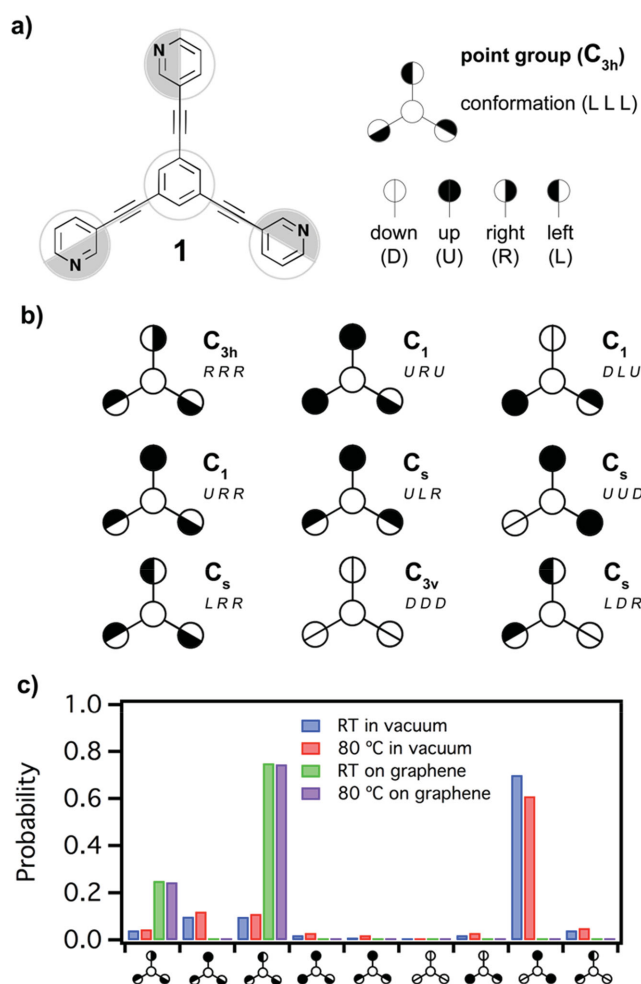 a)
N
N
N
1
point group (C3h)
conformation (L L L)
down
(D)
up
(U)
right
(R)
left
(L)
b)
C3h
R R R
C1
U R U
C1
D L U
C1
U R R
Cs
U L R
Cs
U U D
Cs
L R R
C3v
D D D
Cs
L D R
c)
Probability
1.0
0.8
0.6
0.4
0.2
0.0
RT in vacuum
80 ºC in vacuum
RT on graphene
80 ºC on graphene